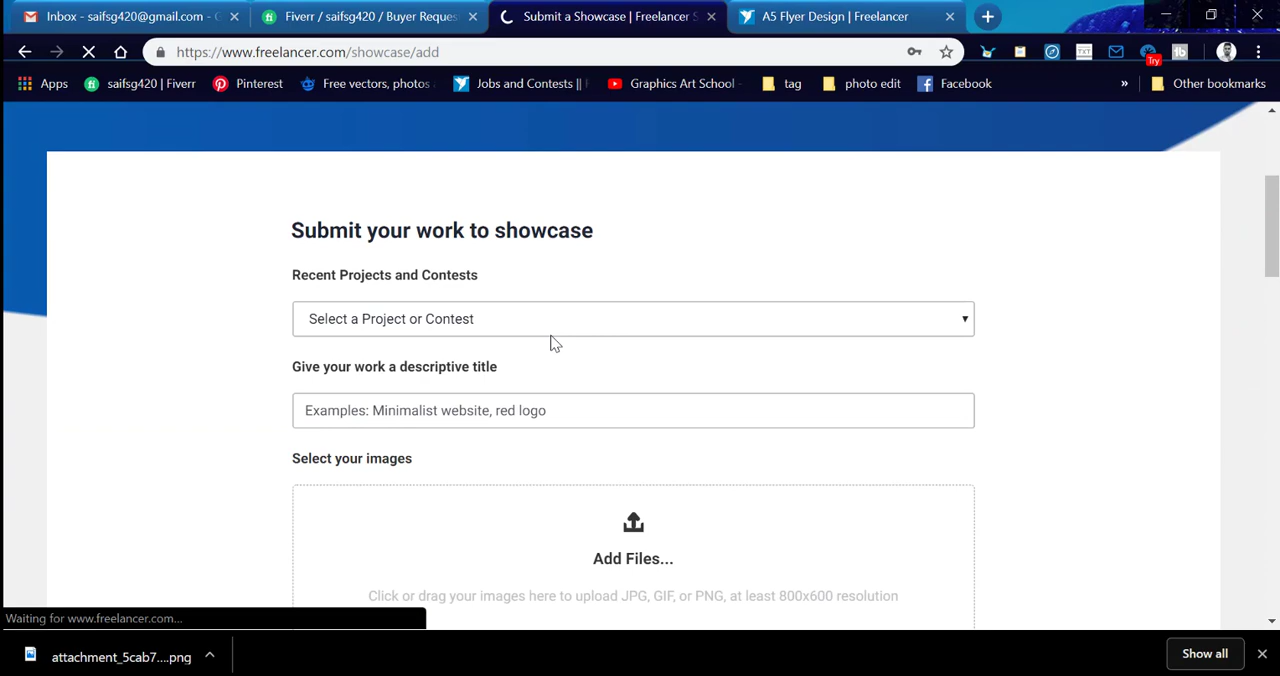 Inbox - saifsg420@gmail.com - G
Fiverr / saifsg420 / Buyer Reques
Submit a Showcase | Freelancer S
A5 Flyer Design | Freelancer
https://www.freelancer.com/showcase/add
TXT
Try
Apps
saifsg420 | Fiverr
Pinterest
Free vectors, photos
Jobs and Contests ||
Graphics Art School -
tag
photo edit
Facebook
»
Other bookmarks
Submit your work to showcase
Recent Projects and Contests
Select a Project or Contest
Give your work a descriptive title
Examples: Minimalist website, red logo
Select your images
Add Files...
Click or drag your images here to upload JPG, GIF, or PNG, at least 800x600 resolution
Waiting for www.freelancer.com...
attachment_5cab7....png
Show all